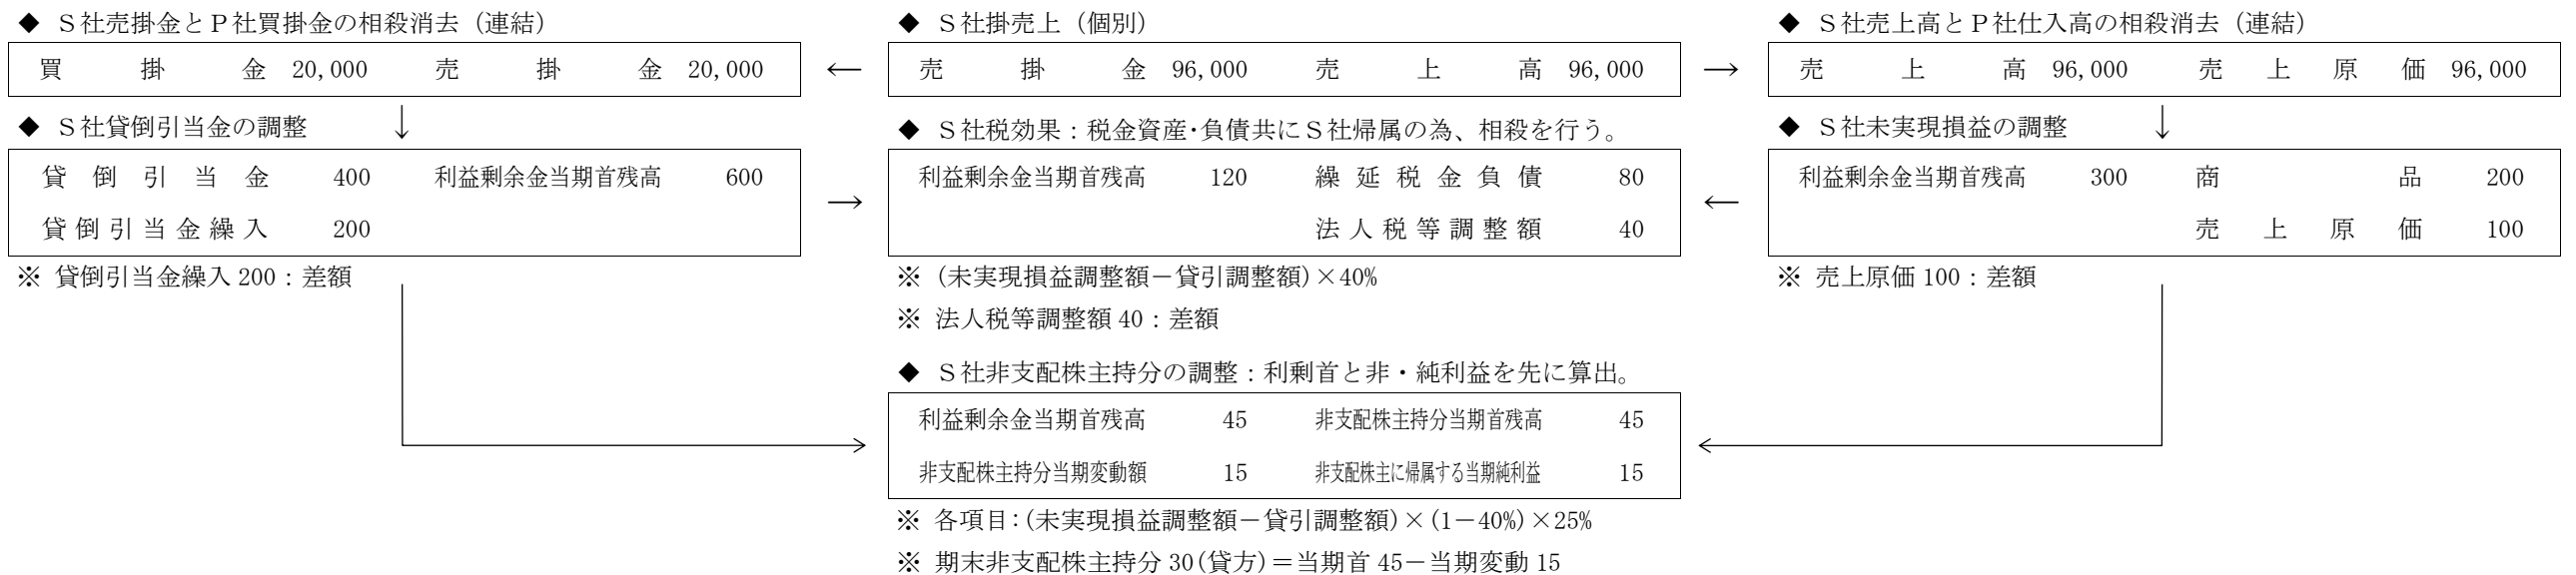 ◆ S社売掛金とP社買掛金の相殺消去（連結）
買掛金 20,000 売掛金 20,000
◆ S社貸倒引当金の調整
貸倒引当金 400 利益剰余金当期首残高 600
貸倒引当金繰入 200
※ 貸倒引当金繰入 200：差額
◆ S社掛売上（個別）
← 売掛金 96,000 売上高 96,000 →
◆ S社税効果：税金資産・負債共にS社帰属の為、相殺を行う。
利益剰余金当期首残高 120 繰延税金負債 80
法人税等調整額 40
※ (未実現損益調整額－貸引調整額)×40%
※ 法人税等調整額 40：差額
◆ S社売上高とP社仕入高の相殺消去（連結）
売上高 96,000 売上原価 96,000
◆ S社未実現損益の調整
利益剰余金当期首残高 300 商品 200
売上原価 100
※ 売上原価 100：差額
◆ S社非支配株主持分の調整：利剰首と非・純利益を先に算出。
利益剰余金当期首残高 45 非支配株主持分当期首残高 45
非支配株主持分当期変動額 15 非支配株主に帰属する当期純利益 15
※ 各項目：(未実現損益調整額－貸引調整額)×(1－40%)×25%
※ 期末非支配株主持分 30(貸方)＝当期首 45－当期変動 15